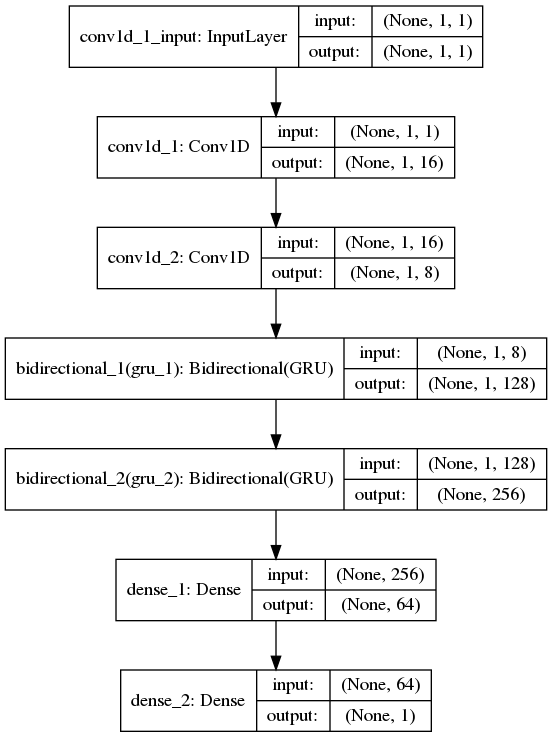 conv1d_1_input: InputLayer
input: (None, 1, 1)
output: (None, 1, 1)
conv1d_1: Conv1D
input: (None, 1, 1)
output: (None, 1, 16)
conv1d_2: Conv1D
input: (None, 1, 16)
output: (None, 1, 8)
bidirectional_1(gru_1): Bidirectional(GRU)
input: (None, 1, 8)
output: (None, 1, 128)
bidirectional_2(gru_2): Bidirectional(GRU)
input: (None, 1, 128)
output: (None, 256)
dense_1: Dense
input: (None, 256)
output: (None, 64)
dense_2: Dense
input: (None, 64)
output: (None, 1)